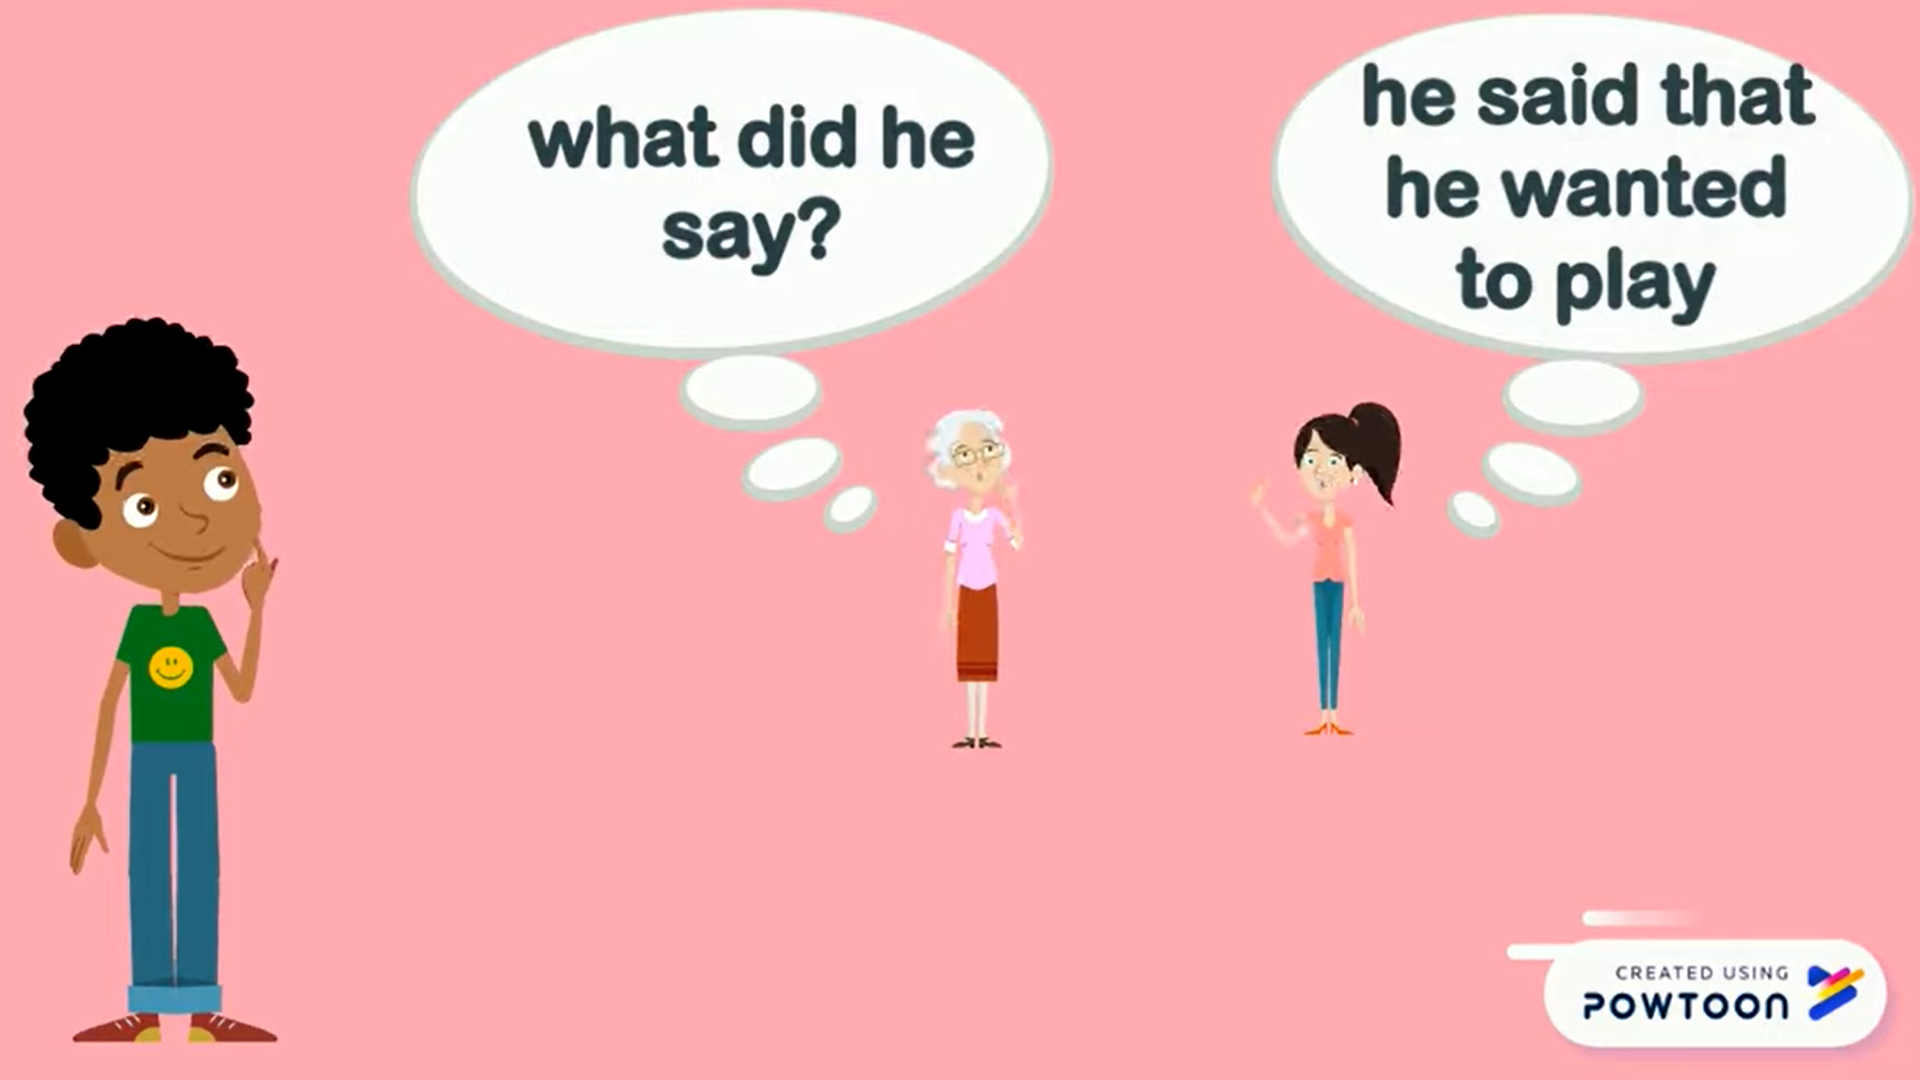 what did he
say?
he said that
he wanted
to play
CREATED USING
POWTOON